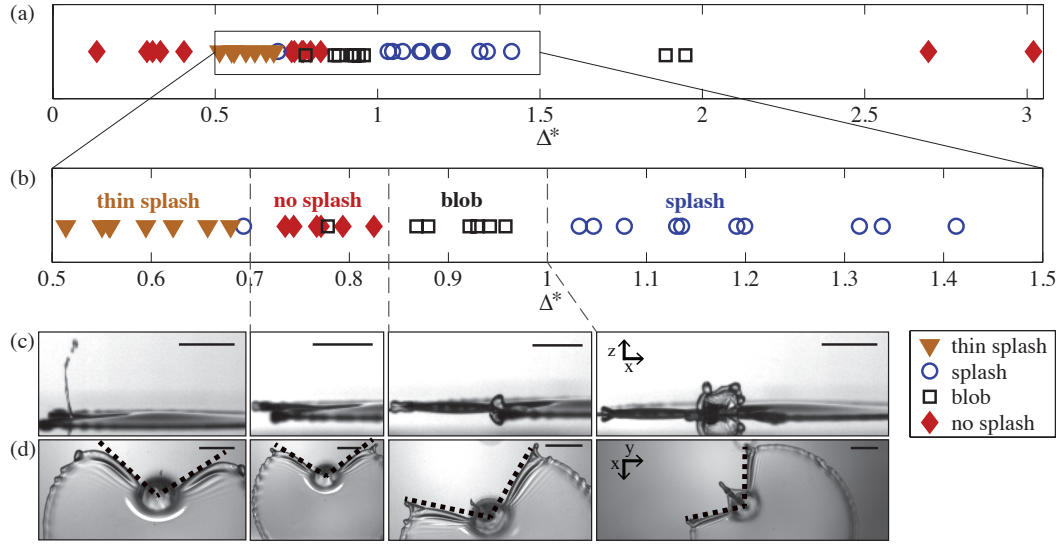 (a)
0 0.5 1 1.5 2 2.5 3
Δ*
(b)
thin splash no splash blob splash
0.5 0.6 0.7 0.8 0.9 1 1.1 1.2 1.3 1.4 1.5
Δ*
(c)
z
x
thin splash
splash
blob
no splash
(d)
y
x